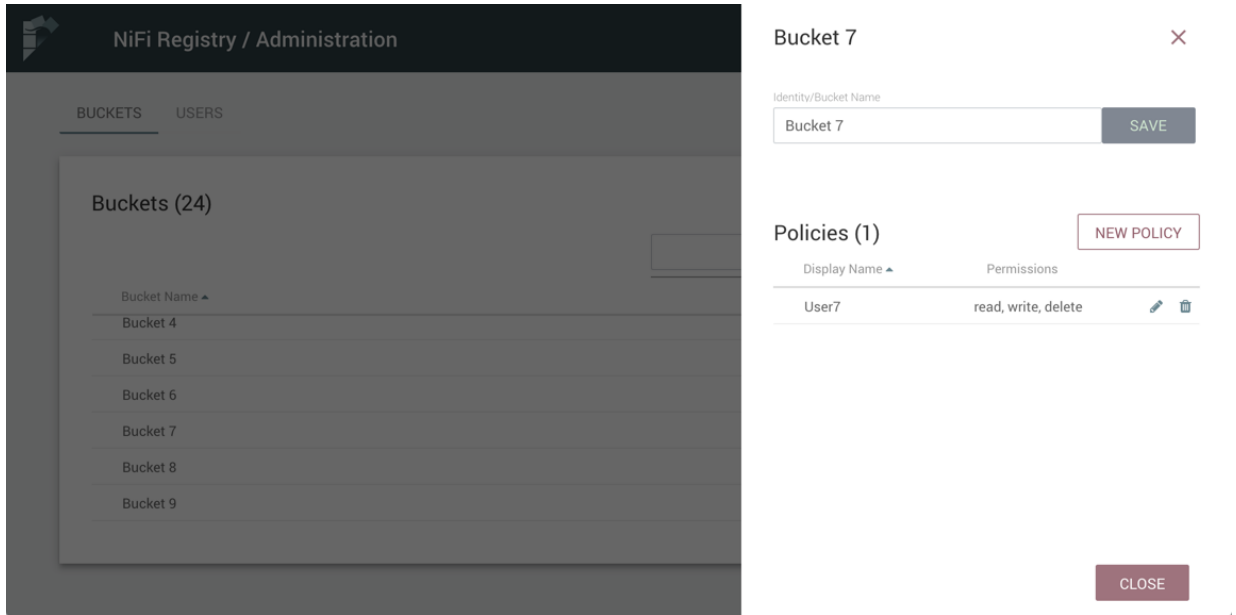 NiFi Registry / Administration
BUCKETS USERS
Buckets (24)
Bucket Name
Bucket 4
Bucket 5
Bucket 6
Bucket 7
Bucket 8
Bucket 9
Bucket 7
Identity/Bucket Name
Bucket 7 SAVE
Policies (1) NEW POLICY
Display Name Permissions
User7 read, write, delete
CLOSE